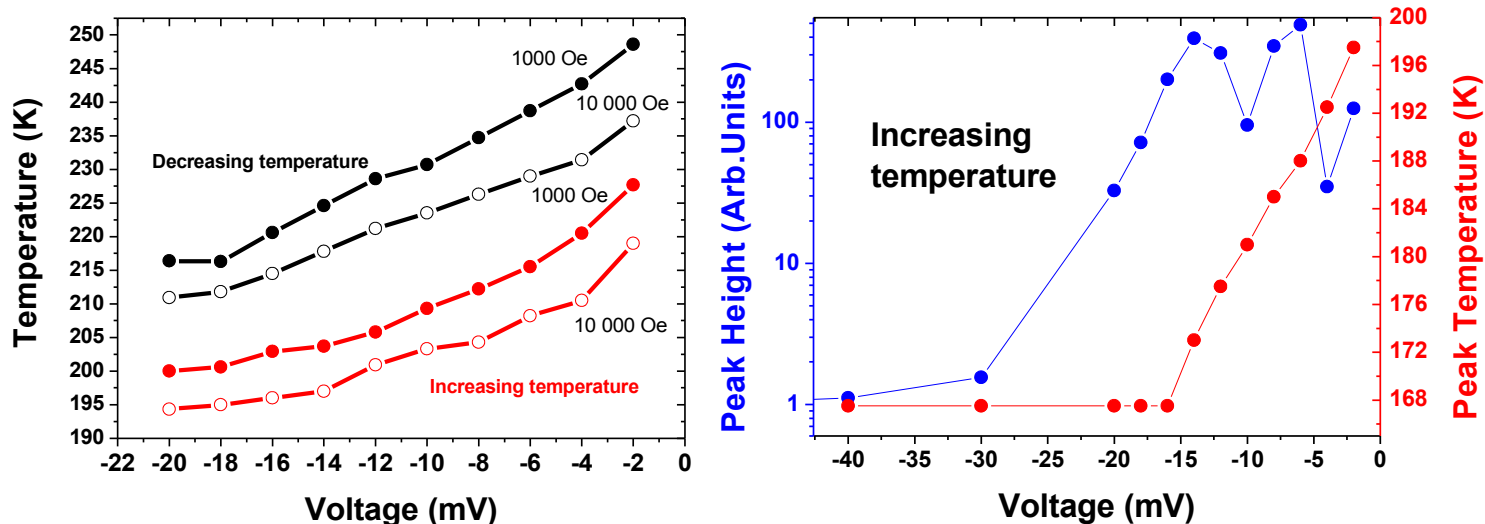 250
245
240
235
230
225
220
215
210
205
200
195
190
Temperature (K)
1000 Oe
10 000 Oe
Decreasing temperature
1000 Oe
10 000 Oe
Increasing temperature
-22 -20 -18 -16 -14 -12 -10 -8 -6 -4 -2 0
Voltage (mV)
100
10
1
Peak Height (Arb.Units)
Increasing
temperature
200
196
192
188
184
180
176
172
168
Peak Temperature (K)
-40 -35 -30 -25 -20 -15 -10 -5 0
Voltage (mV)